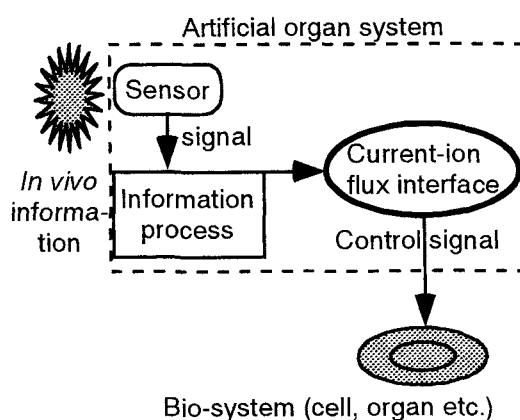 Artificial organ system
Sensor
signal
In vivo
informa-
tion
Information
process
Current-ion
flux interface
Control signal
Bio-system (cell, organ etc.)